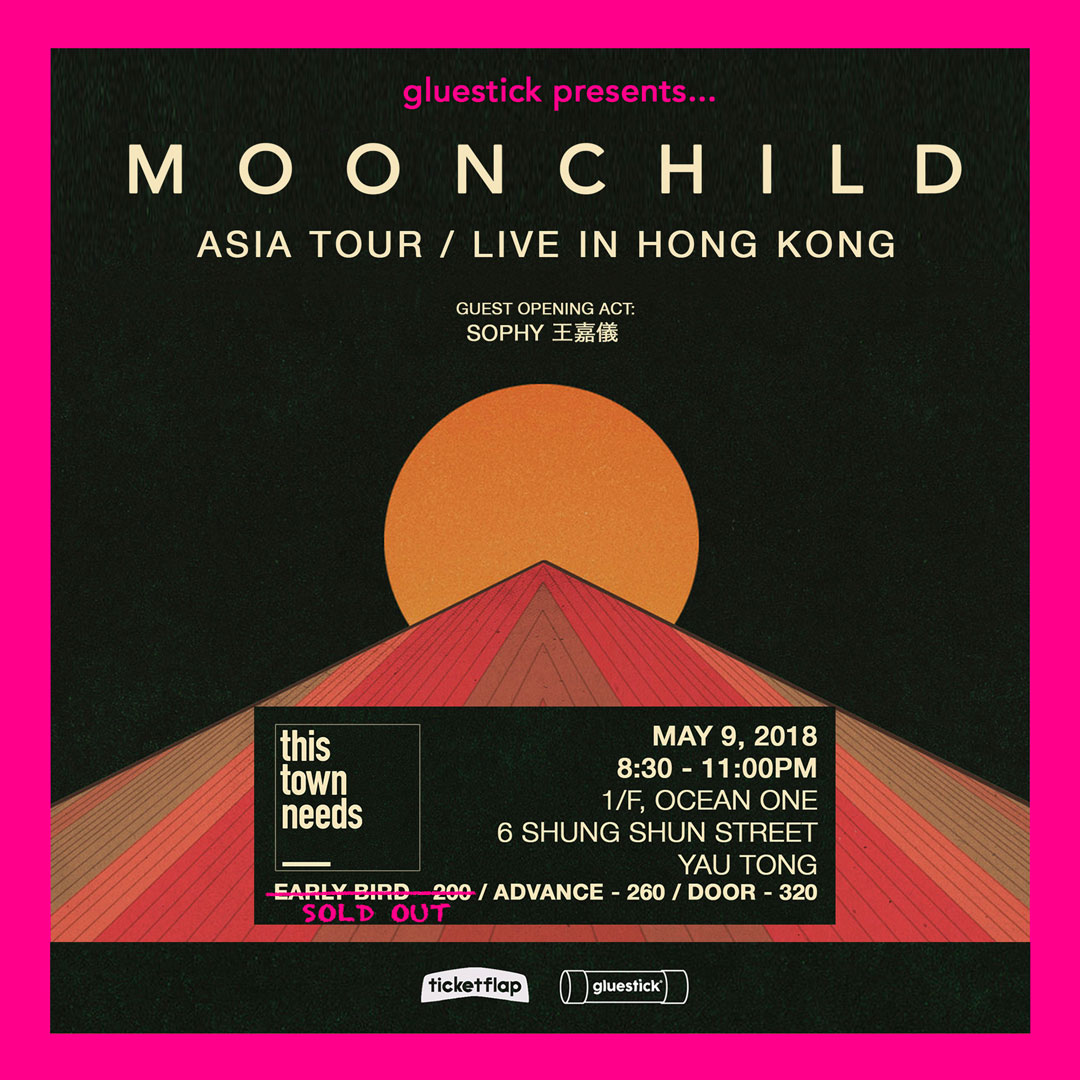 gluestick presents...
MOONCHILD
ASIA TOUR / LIVE IN HONG KONG
GUEST OPENING ACT:
SOPHY 王嘉儀
this
town
needs
MAY 9, 2018
8:30 - 11:00PM
1/F, OCEAN ONE
6 SHUNG SHUN STREET
YAU TONG
EARLY BIRD - 200 / ADVANCE - 260 / DOOR - 320
SOLD OUT
ticketflap
gluestick®